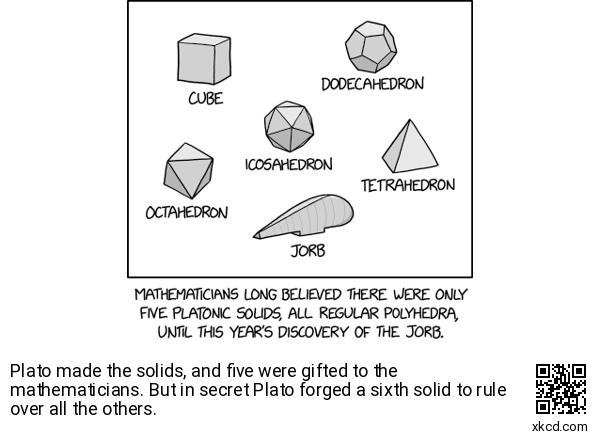 CUBE
DODECAHEDRON
ICOSAHEDRON
TETRAHEDRON
OCTAHEDRON
JORB
MATHEMATICIANS LONG BELIEVED THERE WERE ONLY
FIVE PLATONIC SOLIDS, ALL REGULAR POLYHEDRA,
UNTIL THIS YEAR'S DISCOVERY OF THE JORB.
Plato made the solids, and five were gifted to the
mathematicians. But in secret Plato forged a sixth solid to rule
over all the others.
xkcd.com